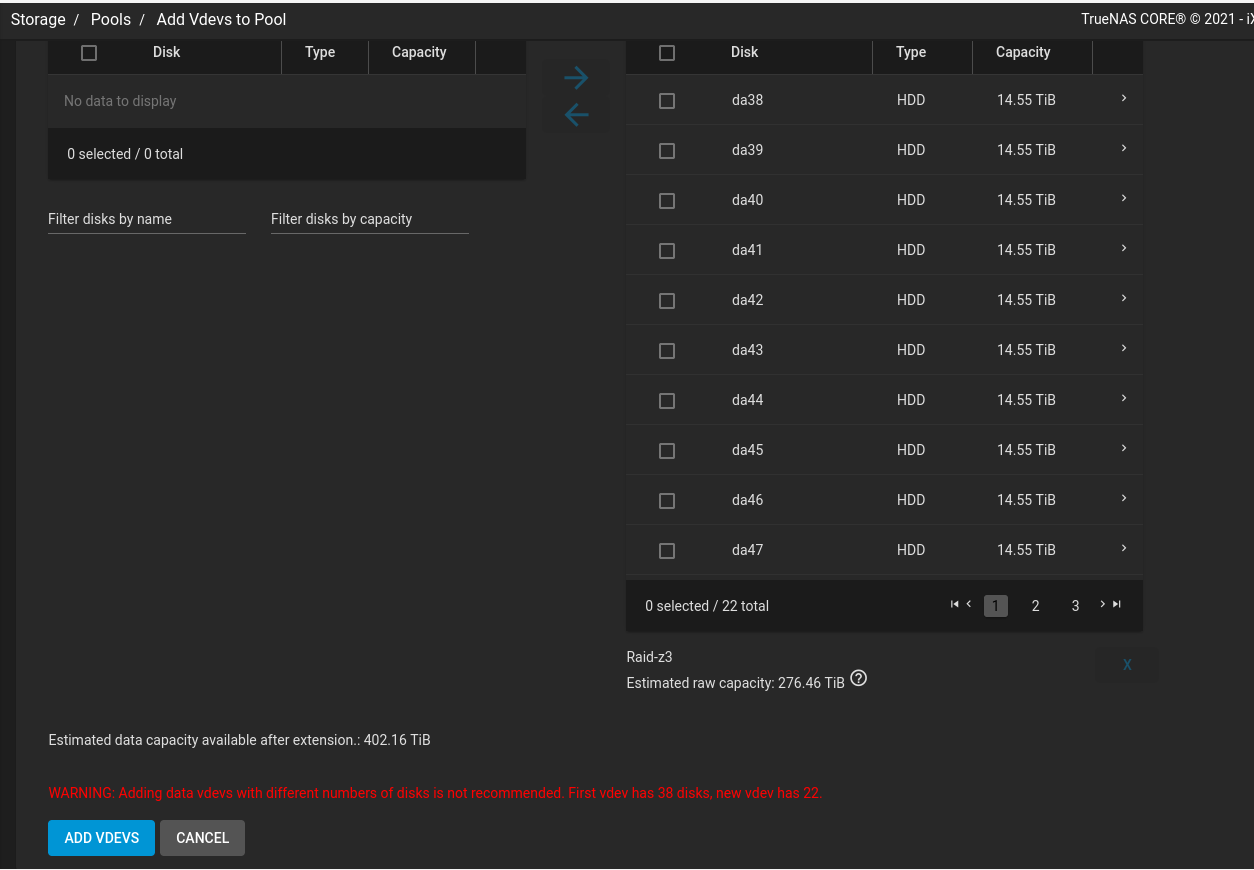 Storage / Pools / Add Vdevs to Pool
TrueNAS CORE® © 2021 - iX
Disk Type Capacity
No data to display
0 selected / 0 total
Filter disks by name Filter disks by capacity
Disk Type Capacity
da38 HDD 14.55 TiB
da39 HDD 14.55 TiB
da40 HDD 14.55 TiB
da41 HDD 14.55 TiB
da42 HDD 14.55 TiB
da43 HDD 14.55 TiB
da44 HDD 14.55 TiB
da45 HDD 14.55 TiB
da46 HDD 14.55 TiB
da47 HDD 14.55 TiB
0 selected / 22 total 1 2 3
Raid-z3
X
Estimated raw capacity: 276.46 TiB ?
Estimated data capacity available after extension.: 402.16 TiB
WARNING: Adding data vdevs with different numbers of disks is not recommended. First vdev has 38 disks, new vdev has 22.
ADD VDEVS CANCEL